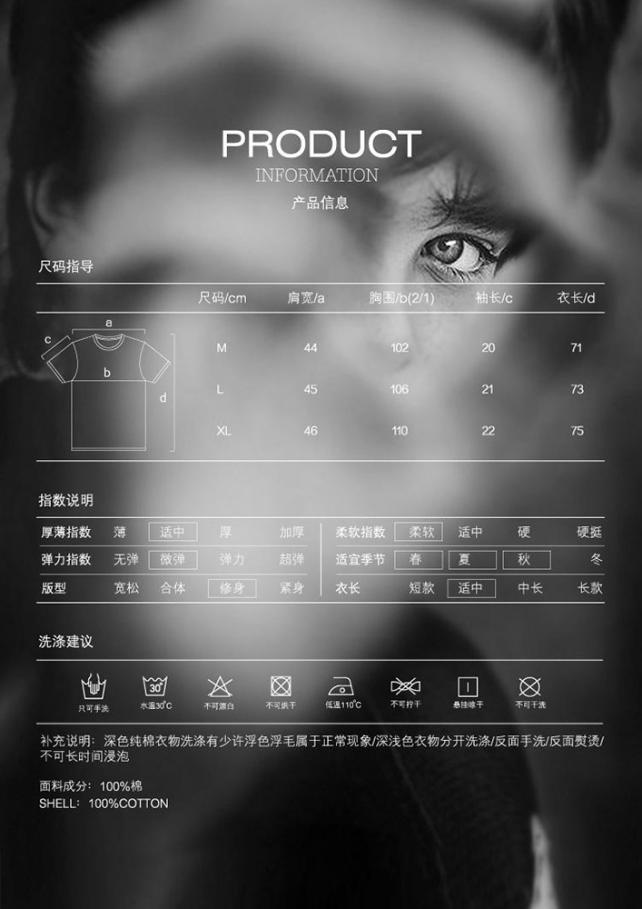 PRODUCT
INFORMATION
产品信息
尺码指导
尺码/cm 肩宽/a 胸围/b(2/1) 袖长/c 衣长/d
a
c
b
d
M 44 102 20 71
L 45 106 21 73
XL 46 110 22 75
指数说明
厚薄指数 薄 适中 厚 加厚 柔软指数 柔软 适中 硬 硬挺
弹力指数 无弹 微弹 弹力 超弹 适宜季节 春 夏 秋 冬
版型 宽松 合体 修身 紧身 衣长 短款 适中 中长 长款
洗涤建议
30°
只可手洗 水温30°C 不可漂白 不可烘干 低温110°C 不可拧干 悬挂晾干 不可干洗
补充说明：深色纯棉衣物洗涤有少许浮色浮毛属于正常现象/深浅色衣物分开洗涤/反面手洗/反面熨烫/
不可长时间浸泡
面料成分：100%棉
SHELL：100%COTTON